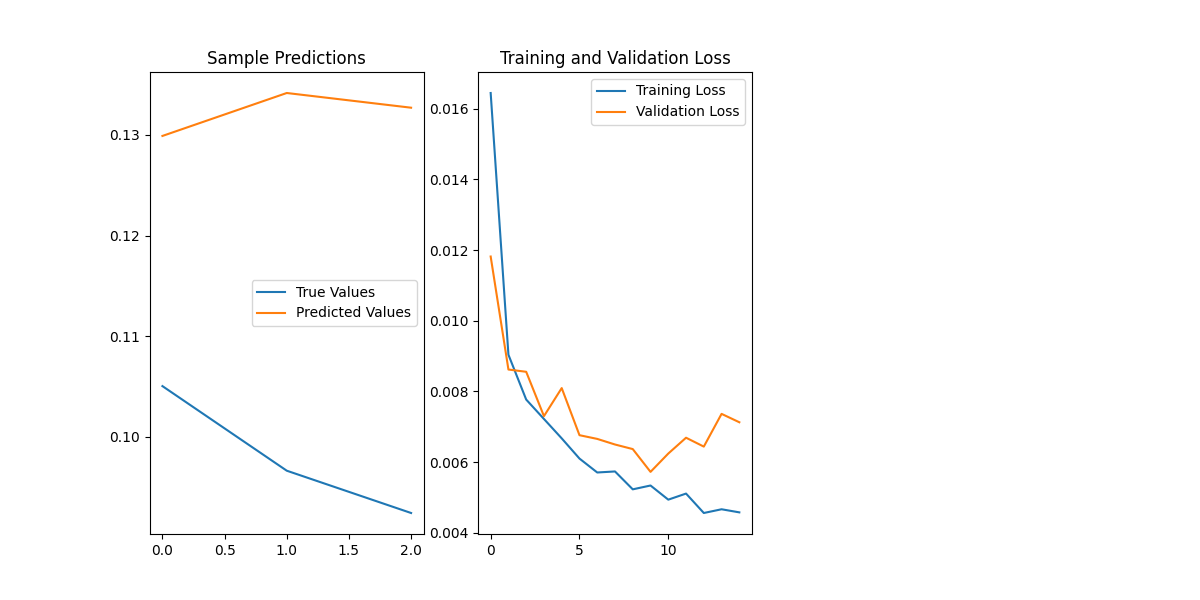 Sample Predictions
0.13
0.12
0.11
0.10
True Values
Predicted Values
0.0 0.5 1.0 1.5 2.0
Training and Validation Loss
0.016
0.014
0.012
0.010
0.008
0.006
0.004
Training Loss
Validation Loss
0 5 10